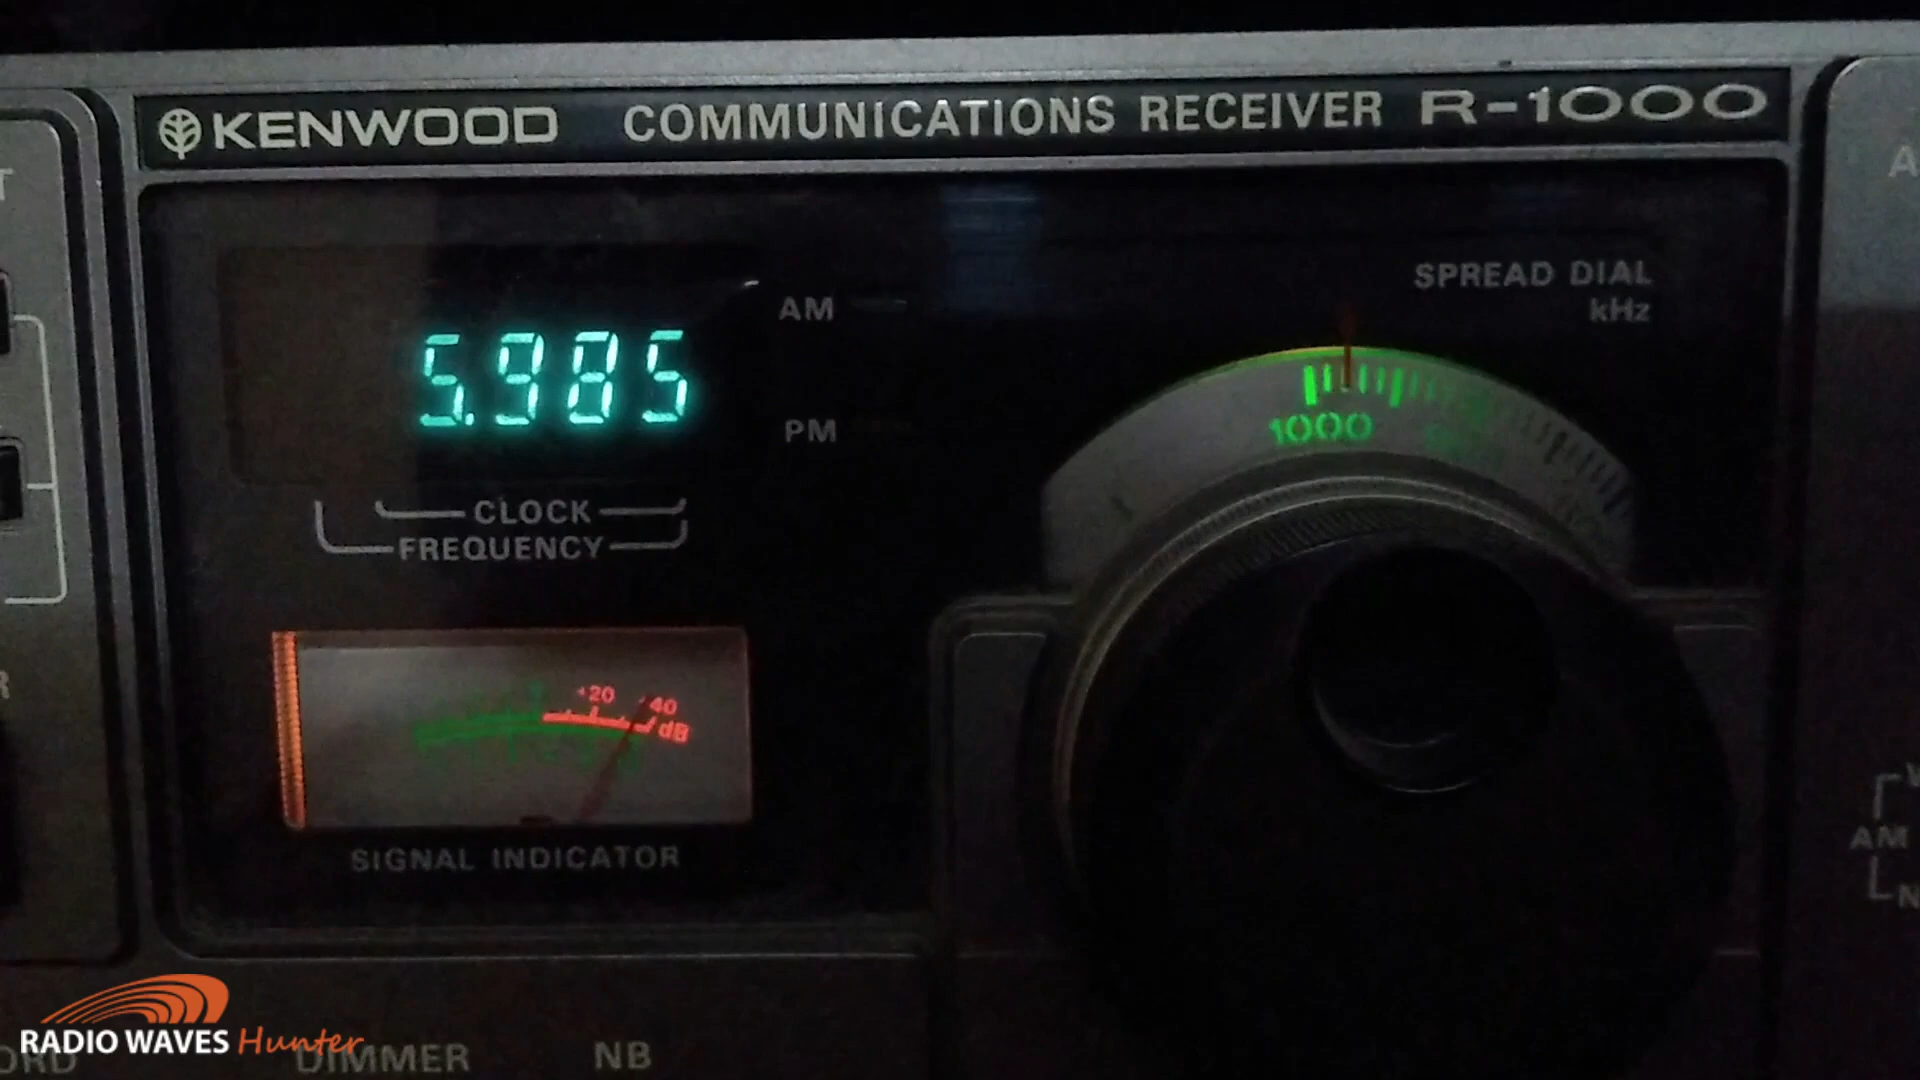 KENWOOD COMMUNICATIONS RECEIVER R-1000
T
A
SPREAD DIAL
kHz
AM
5.985
PM
1000
CLOCK
FREQUENCY
R
+20
40
dB
SIGNAL INDICATOR
AM
N
RADIO WAVES Hunter
ORD
DIMMER
NB